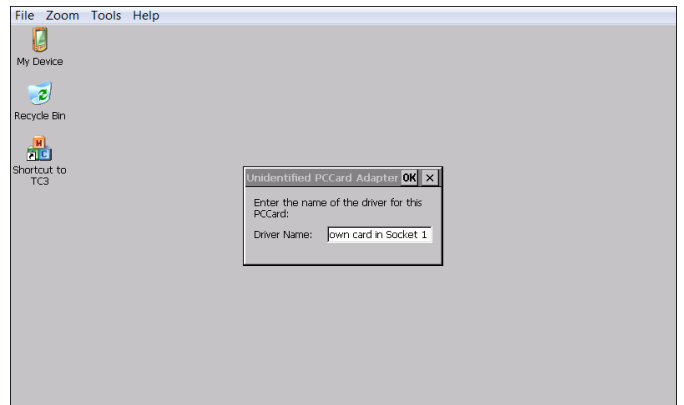 File Zoom Tools Help
My Device
Recycle Bin
Shortcut to
TC3
Unidentified PCCard Adapter OK ×
Enter the name of the driver for this
PCCard:
Driver Name: own card in Socket 1